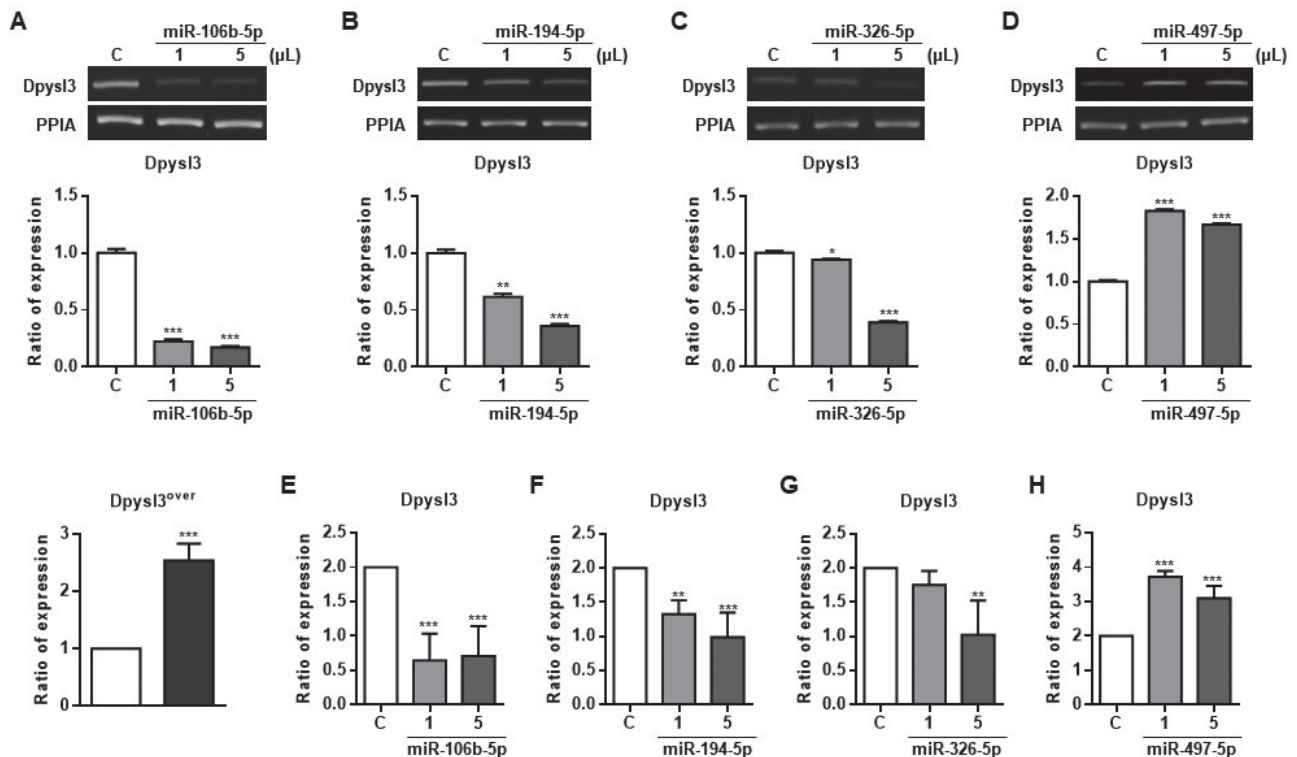 A
miR-106b-5p
C 1 5 (µL)
Dpysl3
PPIA
Dpysl3
Ratio of expression
1.5
1.0
0.5
0.0
***
***
C 1 5
miR-106b-5p
B
miR-194-5p
C 1 5 (µL)
Dpysl3
PPIA
Dpysl3
Ratio of expression
1.5
1.0
0.5
0.0
**
***
C 1 5
miR-194-5p
C
miR-326-5p
C 1 5 (µL)
Dpysl3
PPIA
Dpysl3
Ratio of expression
1.5
1.0
0.5
0.0
*
***
C 1 5
miR-326-5p
D
miR-497-5p
C 1 5 (µL)
Dpysl3
PPIA
Dpysl3
Ratio of expression
2.0
1.5
1.0
0.5
0.0
***
***
C 1 5
miR-497-5p
Dpysl3over
Ratio of expression
3
2
1
0
***
E
Dpysl3
Ratio of expression
2.5
2.0
1.5
1.0
0.5
0.0
***
***
C 1 5
miR-106b-5p
F
Dpysl3
Ratio of expression
2.5
2.0
1.5
1.0
0.5
0.0
**
***
C 1 5
miR-194-5p
G
Dpysl3
Ratio of expression
2.5
2.0
1.5
1.0
0.5
0.0
**
C 1 5
miR-326-5p
H
Dpysl3
Ratio of expression
5
4
3
2
1
0
***
***
C 1 5
miR-497-5p